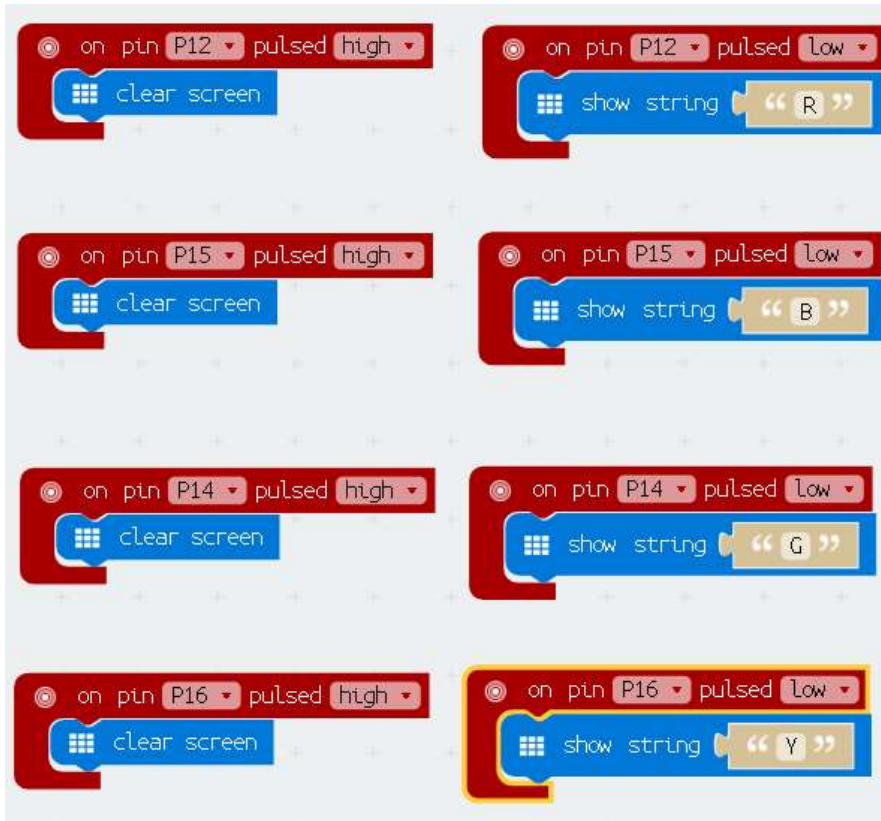 on pin P12 pulsed high
clear screen
on pin P12 pulsed low
show string “ R ”
on pin P15 pulsed high
clear screen
on pin P15 pulsed low
show string “ B ”
on pin P14 pulsed high
clear screen
on pin P14 pulsed low
show string “ G ”
on pin P16 pulsed high
clear screen
on pin P16 pulsed low
show string “ Y ”